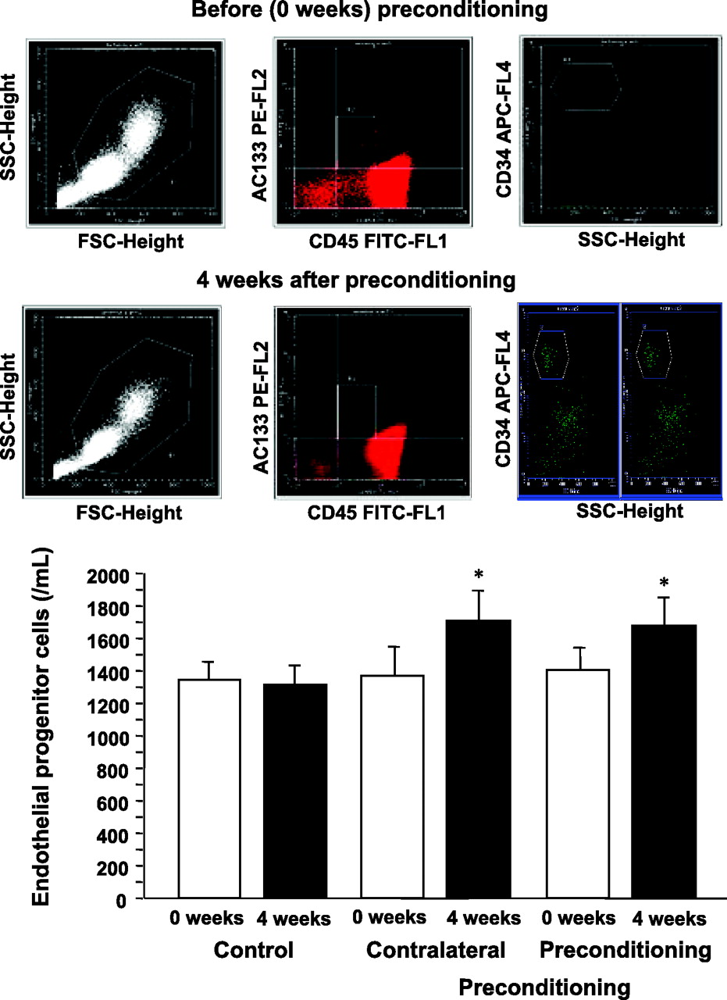 Before (0 weeks) preconditioning
SSC-Height
AC133 PE-FL2
CD34 APC-FL4
FSC-Height
CD45 FITC-FL1
SSC-Height
4 weeks after preconditioning
SSC-Height
AC133 PE-FL2
CD34 APC-FL4
FSC-Height
CD45 FITC-FL1
SSC-Height
Endothelial progenitor cells (/mL)
2000
1800
1600
1400
1200
1000
800
600
400
200
0
*
*
0 weeks 4 weeks 0 weeks 4 weeks 0 weeks 4 weeks
Control Contralateral Preconditioning
Preconditioning